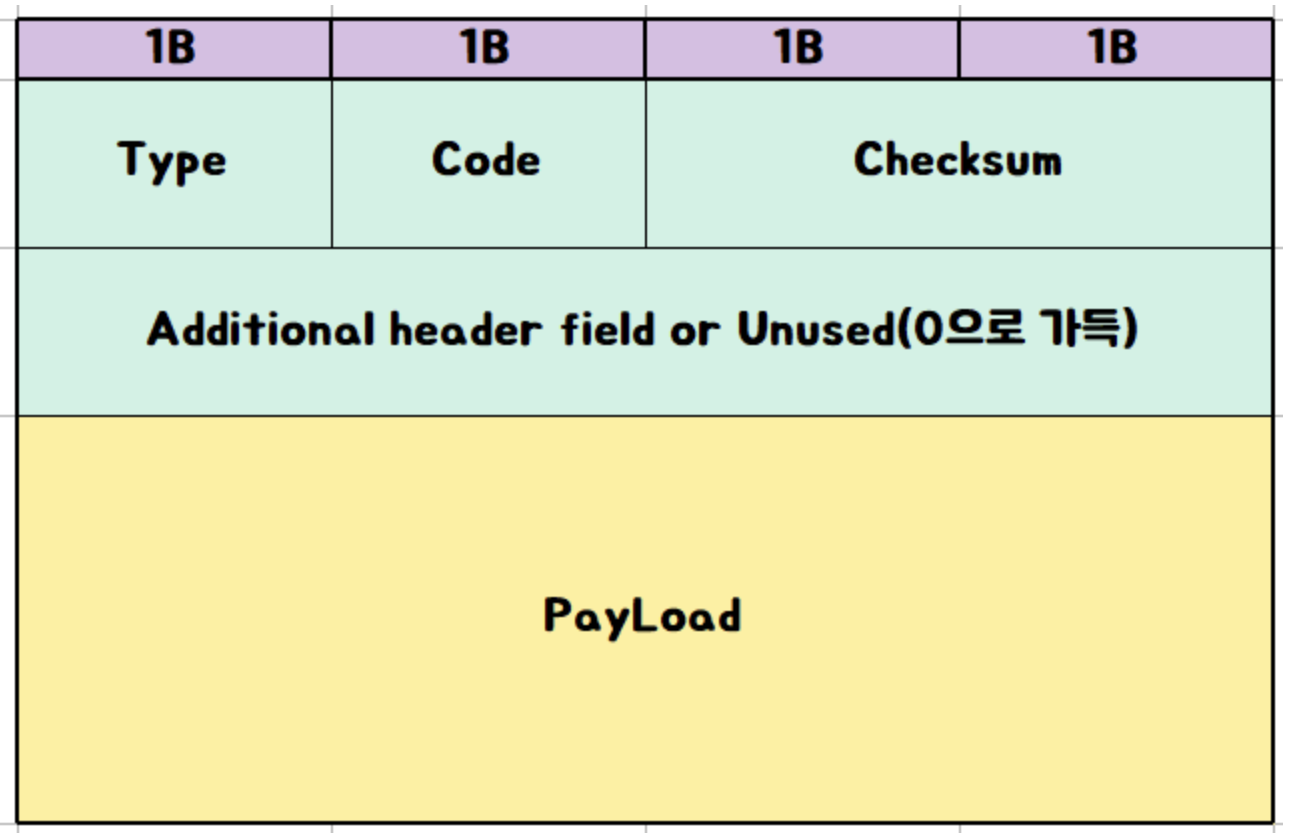 1B 1B 1B 1B
Type Code Checksum
Additional header field or Unused(0으로 가득)
PayLoad